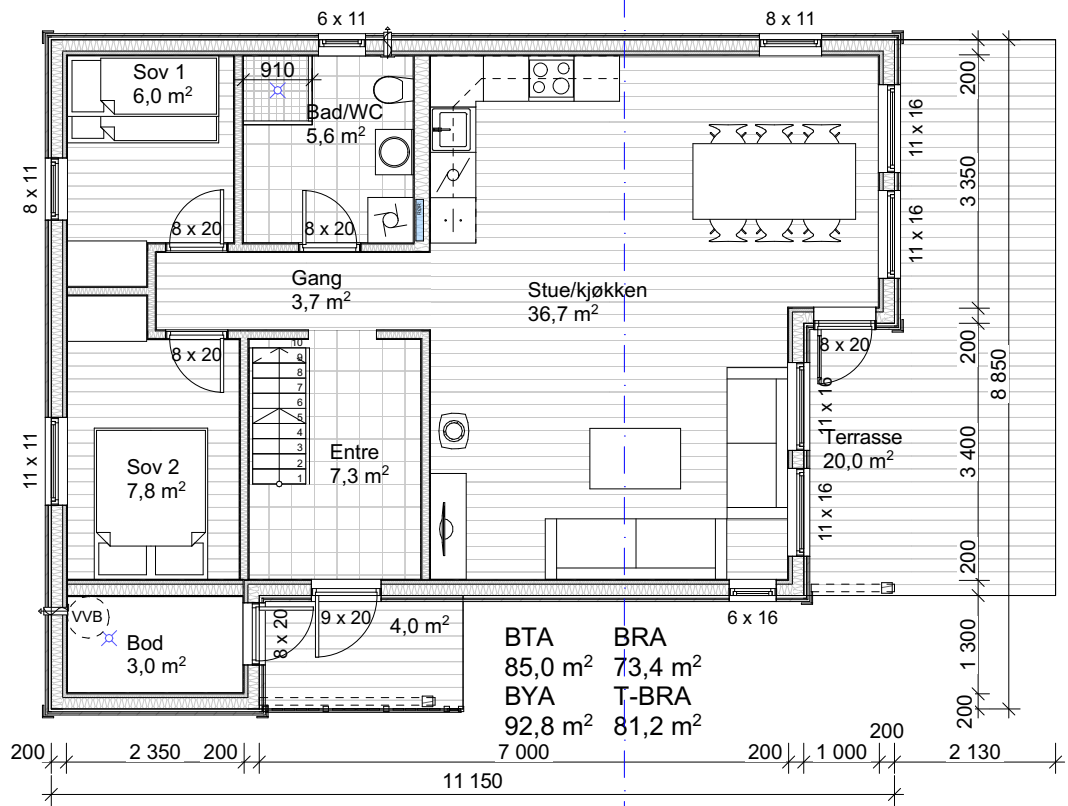 6 x 11
8 x 11
910
Sov 1
6,0 m²
Bad/WC
5,6 m²
200
11 x 16
8 x 11
3 350
11 x 16
8 x 20
8 x 20
Gang
3,7 m²
Stue/kjøkken
36,7 m²
8 x 20
8 x 20
200
8 850
10
9
8
7
6
5
4
3
2
1
11 x 16
Terrasse
20,0 m²
3 400
Entre
7,3 m²
Sov 2
7,8 m²
11 x 11
11 x 16
200
VVB
Bod
3,0 m²
8 x 20
9 x 20
4,0 m²
6 x 16
BTA BRA
85,0 m² 73,4 m²
BYA T-BRA
92,8 m² 81,2 m²
1 300
200
200
200 2 350 200 7 000 200 1 000 2 130
11 150